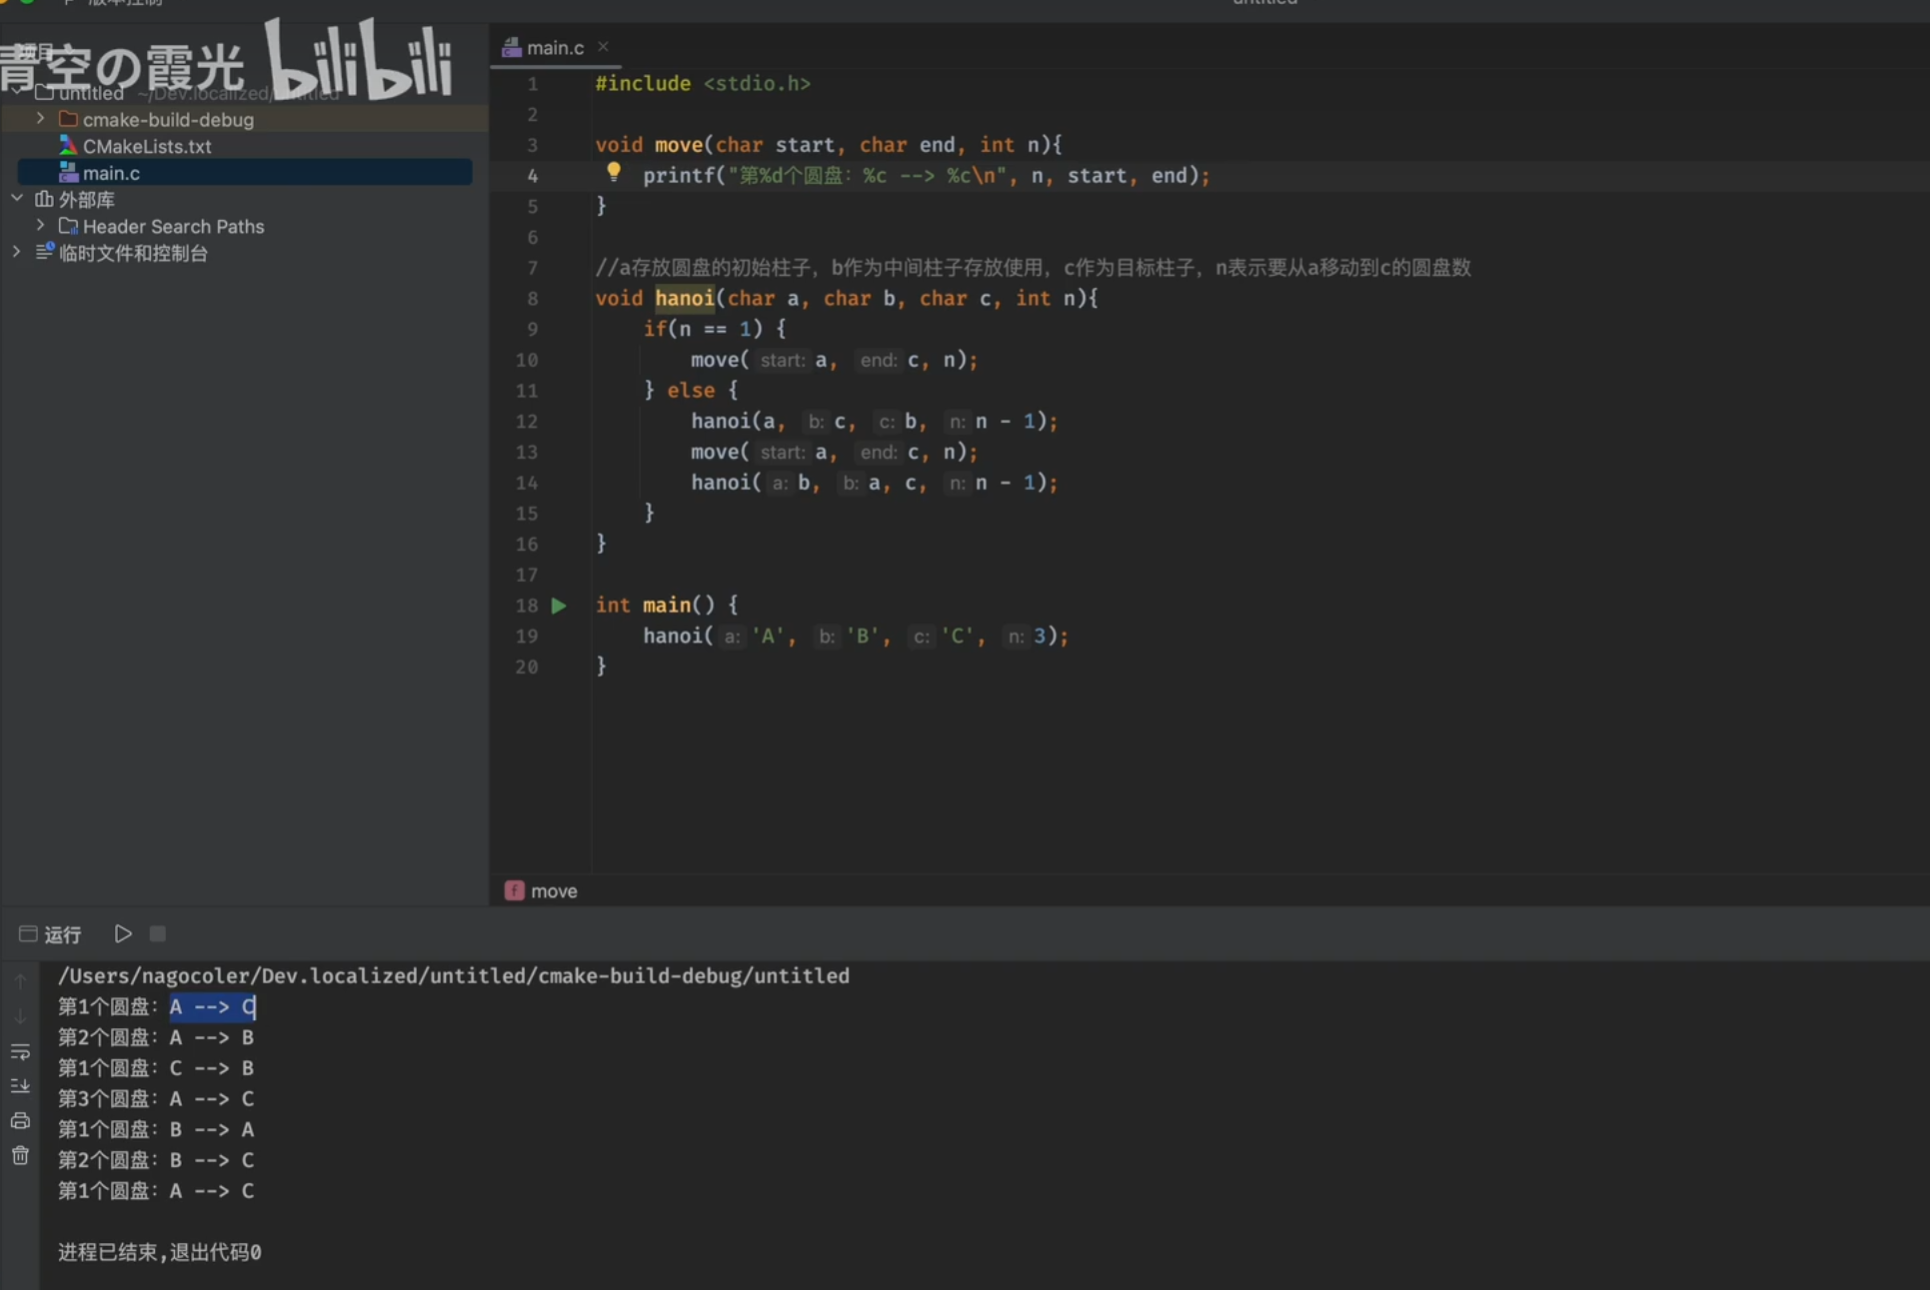 版本控制
untitled
青空の霞光 bilibili
项目
untitled ~/Dev.localized/untitled
cmake-build-debug
CMakeLists.txt
main.c
外部库
Header Search Paths
临时文件和控制台
main.c ×
1 #include <stdio.h>
2
3 void move(char start, char end, int n){
4 printf("第%d个圆盘：%c --> %c\n", n, start, end);
5 }
6
7 //a存放圆盘的初始柱子，b作为中间柱子存放使用，c作为目标柱子，n表示要从a移动到c的圆盘数
8 void hanoi(char a, char b, char c, int n){
9 if(n == 1) {
10 move( start: a, end: c, n);
11 } else {
12 hanoi(a, b: c, c: b, n: n - 1);
13 move( start: a, end: c, n);
14 hanoi( a: b, b: a, c, n: n - 1);
15 }
16 }
17
18 int main() {
19 hanoi( a: 'A', b: 'B', c: 'C', n: 3);
20 }
f move
运行
/Users/nagocoler/Dev.localized/untitled/cmake-build-debug/untitled
第1个圆盘：A --> C
第2个圆盘：A --> B
第1个圆盘：C --> B
第3个圆盘：A --> C
第1个圆盘：B --> A
第2个圆盘：B --> C
第1个圆盘：A --> C
进程已结束,退出代码0